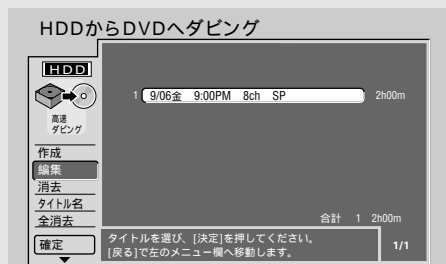 HDDからDVDへダビング
HDD
高速
ダビング
作成
編集
消去
タイトル名
全消去
確定
1 9/06金 9:00PM 8ch SP 2h00m
合計 1 2h00m
タイトルを選び、[決定]を押してください。
[戻る]で左のメニュー欄へ移動します。
1/1